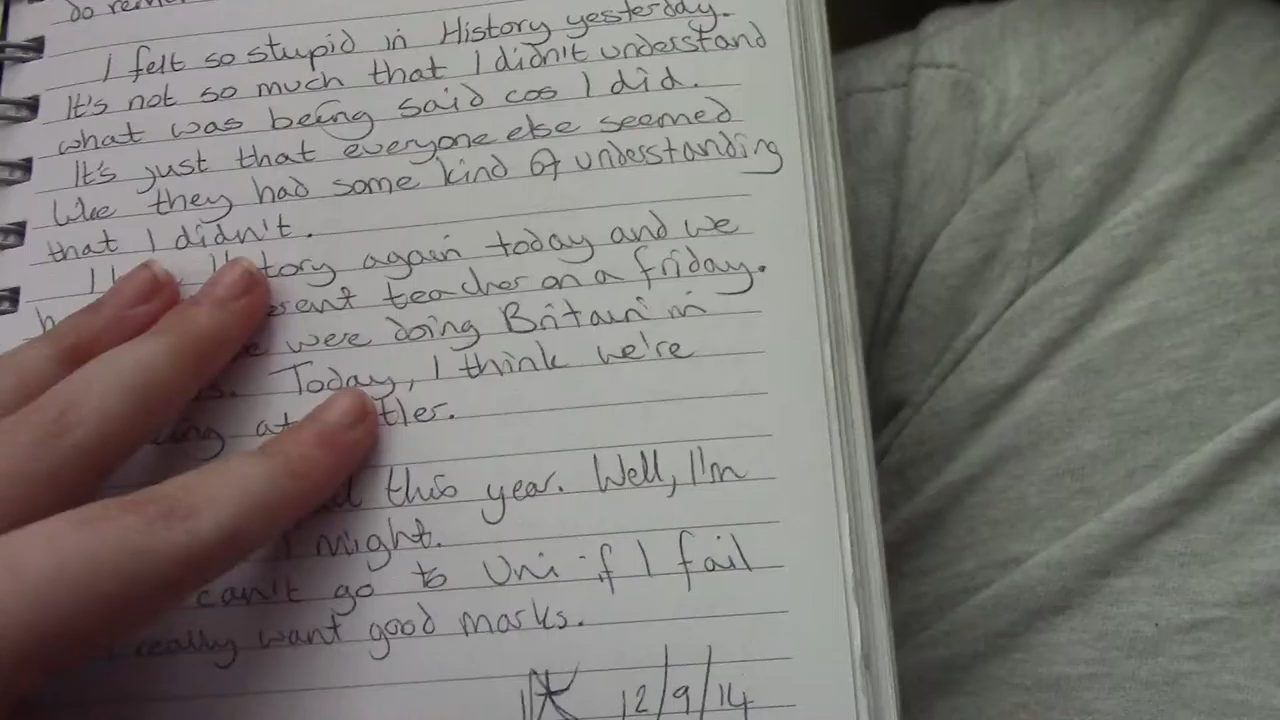 do
I felt so stupid in History yesterday.
It's not so much that I didn't understand
what was being said cos I did.
It's just that everyone else seemed
like they had some kind of understanding
that I didn't.
I again today and we
teacher on a friday.
were doing Britain in
Today, I think we're
this year. Well, I'm
might.
can't go to Uni if I fail
really want good marks.
12/9/14